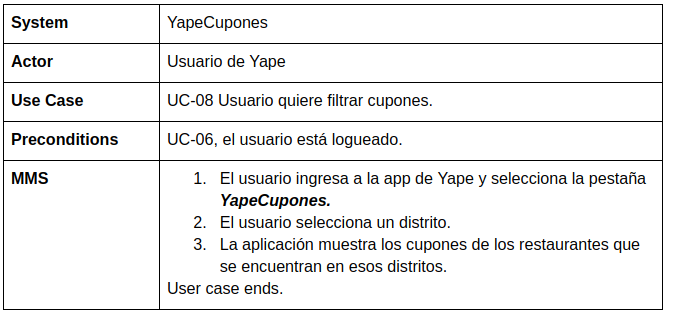 System YapeCupones
Actor Usuario de Yape
Use Case UC-08 Usuario quiere filtrar cupones.
Preconditions UC-06, el usuario está logueado.
MMS
1. El usuario ingresa a la app de Yape y selecciona la pestaña
YapeCupones.
2. El usuario selecciona un distrito.
3. La aplicación muestra los cupones de los restaurantes que
se encuentran en esos distritos.
User case ends.